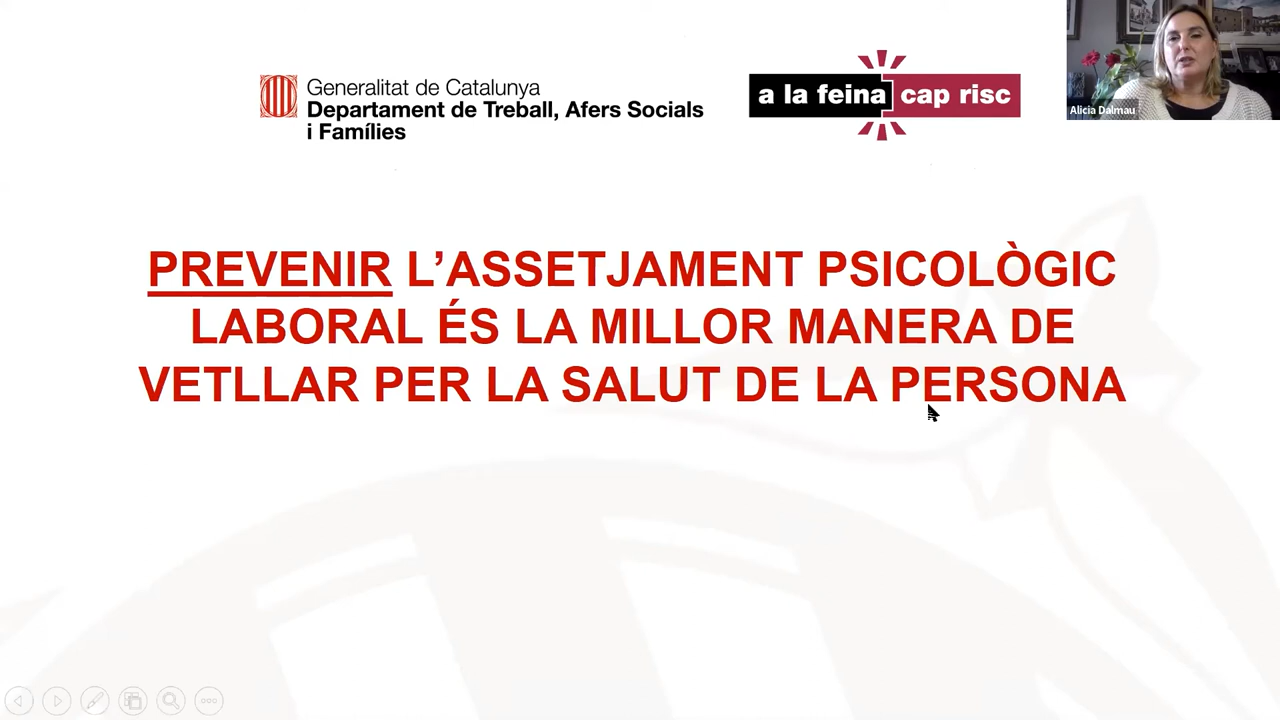 Generalitat de Catalunya
Departament de Treball, Afers Socials
i Famílies
a la feina cap risc
Alicia Dalmau
PREVENIR L’ASSETJAMENT PSICOLÒGIC
LABORAL ÉS LA MILLOR MANERA DE
VETLLAR PER LA SALUT DE LA PERSONA